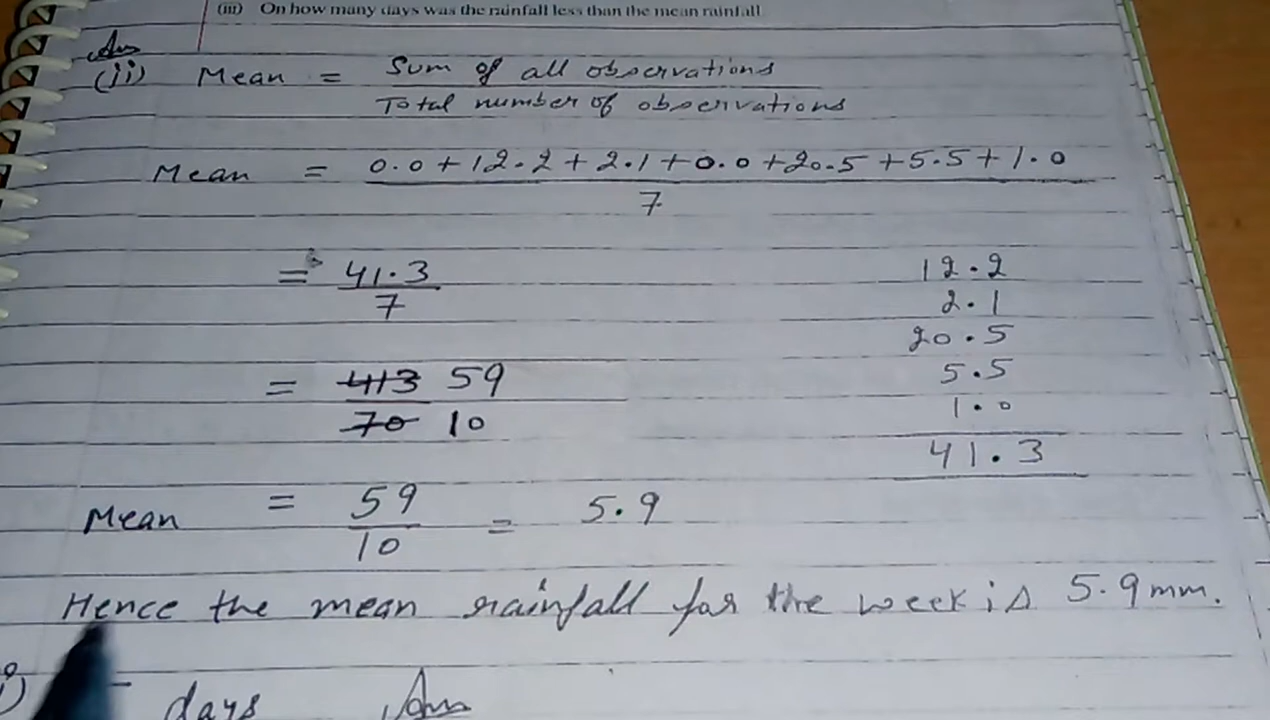 (iii) On how many days was the rainfall less than the mean rainfall
Ans
(ii) Mean = Sum of all observations
Total number of observations
Mean = 0.0+12.2+2.1+0.0+20.5+5.5+1.0
7
= 41.3
7
12.2
2.1
20.5
5.5
1.0
41.3
= 413 59
70 10
Mean = 59 = 5.9
10
Hence the mean rainfall for the week is 5.9mm.
days Ans